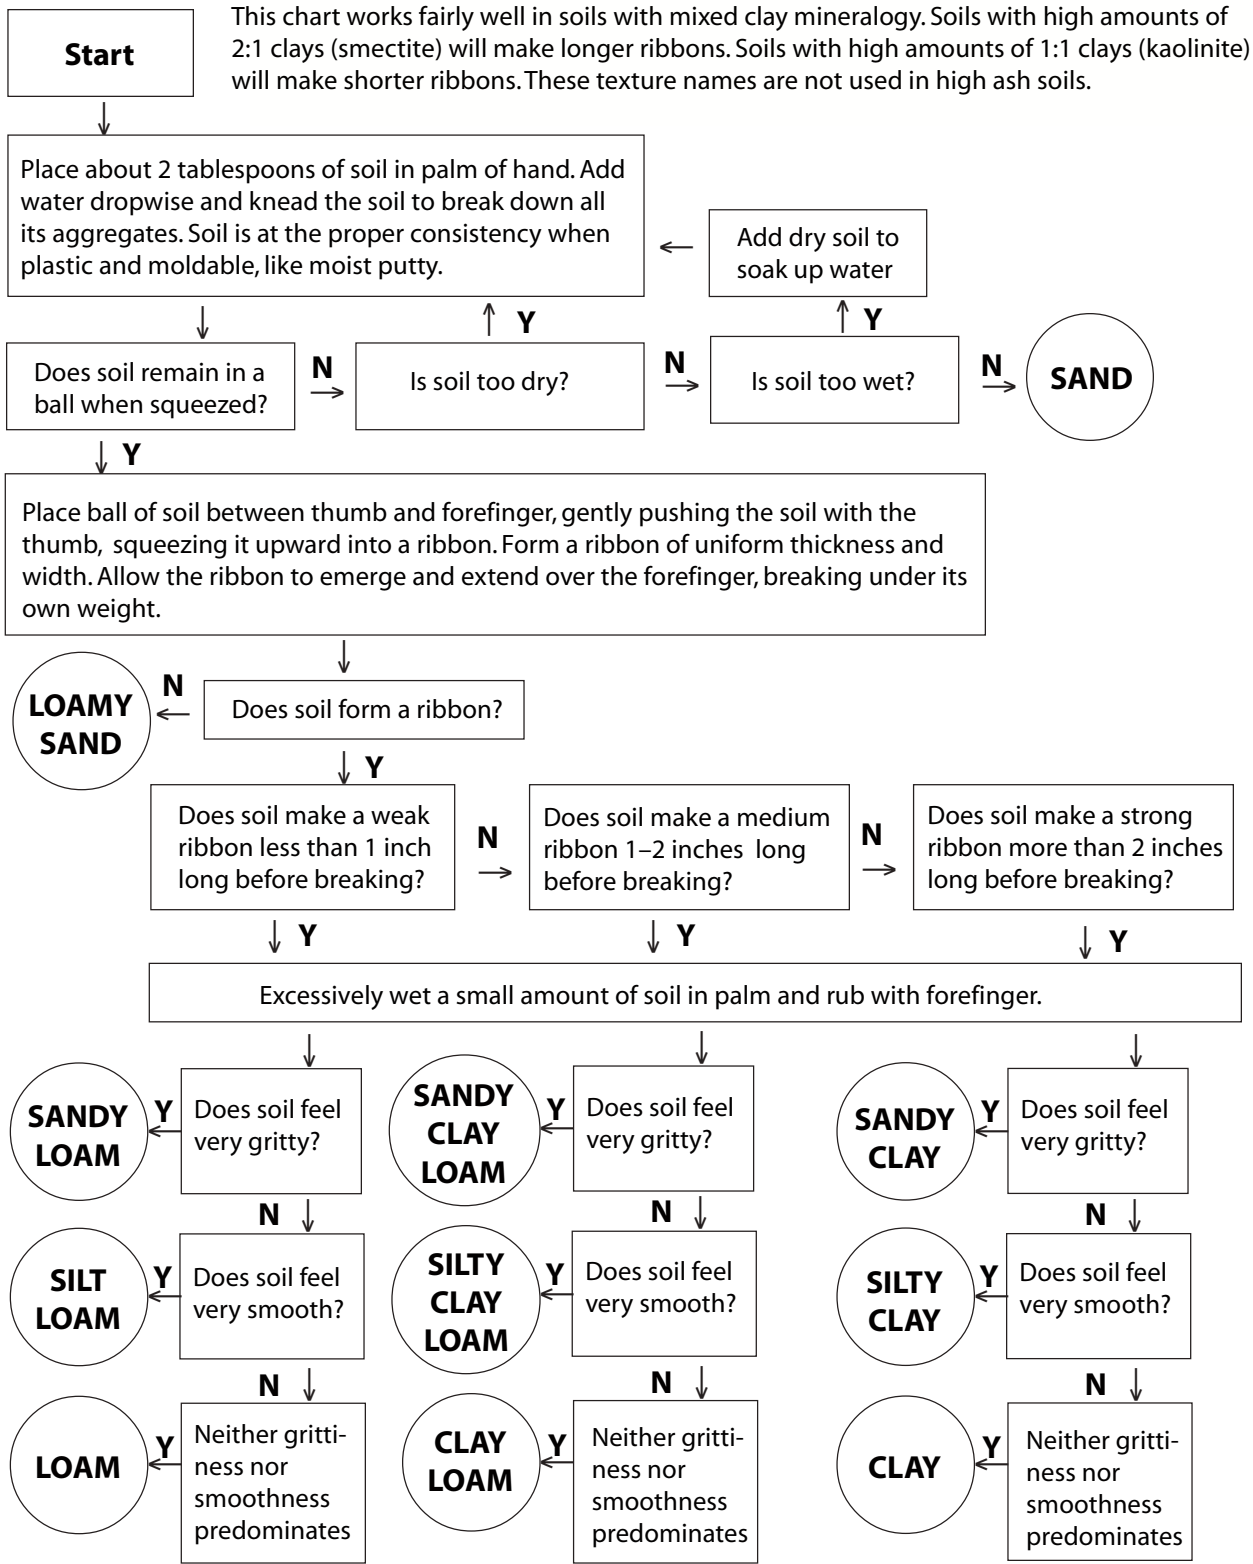 Start
This chart works fairly well in soils with mixed clay mineralogy. Soils with high amounts of
2:1 clays (smectite) will make longer ribbons. Soils with high amounts of 1:1 clays (kaolinite)
will make shorter ribbons. These texture names are not used in high ash soils.
Place about 2 tablespoons of soil in palm of hand. Add
water dropwise and knead the soil to break down all
its aggregates. Soil is at the proper consistency when
plastic and moldable, like moist putty.
Add dry soil to
soak up water
Y
Y
Does soil remain in a
ball when squeezed?
N
Is soil too dry?
N
Is soil too wet?
N
SAND
Y
Place ball of soil between thumb and forefinger, gently pushing the soil with the
thumb, squeezing it upward into a ribbon. Form a ribbon of uniform thickness and
width. Allow the ribbon to emerge and extend over the forefinger, breaking under its
own weight.
LOAMY
SAND
N
Does soil form a ribbon?
Y
Does soil make a weak
ribbon less than 1 inch
long before breaking?
N
Does soil make a medium
ribbon 1–2 inches long
before breaking?
N
Does soil make a strong
ribbon more than 2 inches
long before breaking?
Y
Y
Y
Excessively wet a small amount of soil in palm and rub with forefinger.
SANDY
LOAM
Y
Does soil feel
very gritty?
SANDY
CLAY
LOAM
Y
Does soil feel
very gritty?
SANDY
CLAY
Y
Does soil feel
very gritty?
N
N
N
SILT
LOAM
Y
Does soil feel
very smooth?
SILTY
CLAY
LOAM
Y
Does soil feel
very smooth?
SILTY
CLAY
Y
Does soil feel
very smooth?
N
N
N
LOAM
Y
Neither gritti-
ness nor
smoothness
predominates
CLAY
LOAM
Y
Neither gritti-
ness nor
smoothness
predominates
CLAY
Y
Neither gritti-
ness nor
smoothness
predominates